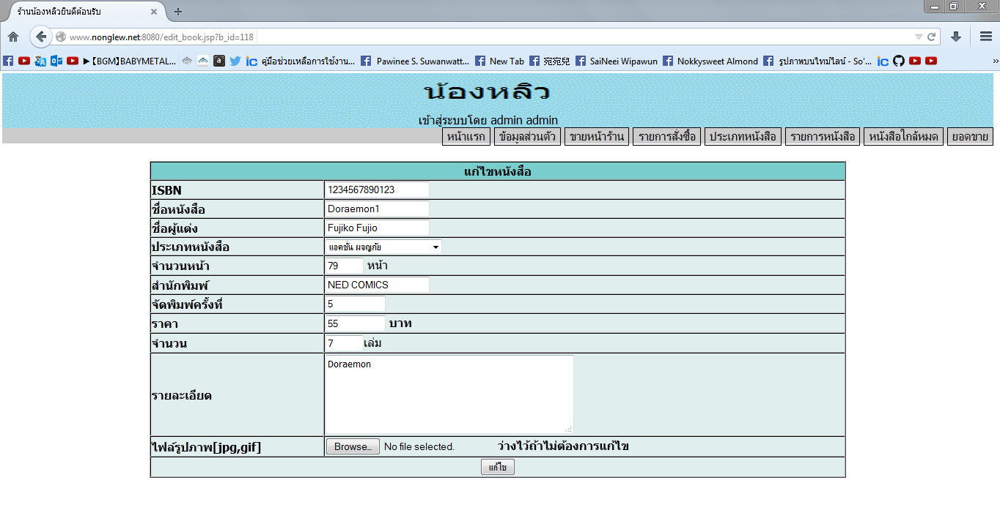 ร้านน้องหลิวยินดีต้อนรับ
www.nonglew.net:8080/edit_book.jsp?b_id=118
【BGM】BABYMETAL... a ic คู่มือช่วยเหลือการใช้งาน... Pawinee S. Suwanwatt... New Tab 宛宛兒 SaiNeei Wipawun Nokkysweet Almond รูปภาพบนไทม์ไลน์ - So'... ic
น้องหลิว
เข้าสู่ระบบโดย admin admin
หน้าแรก ข้อมูลส่วนตัว ขายหน้าร้าน รายการสั่งซื้อ ประเภทหนังสือ รายการหนังสือ หนังสือใกล้หมด ยอดขาย
แก้ไขหนังสือ
ISBN 1234567890123
ชื่อหนังสือ Doraemon1
ชื่อผู้แต่ง Fujiko Fujio
ประเภทหนังสือ แอคชั่น ผจญภัย
จำนวนหน้า 79 หน้า
สำนักพิมพ์ NED COMICS
จัดพิมพ์ครั้งที่ 5
ราคา 55 บาท
จำนวน 7 เล่ม
รายละเอียด Doraemon
ไฟล์รูปภาพ[jpg,gif] Browse... No file selected. ว่างไว้ถ้าไม่ต้องการแก้ไข
แก้ไข